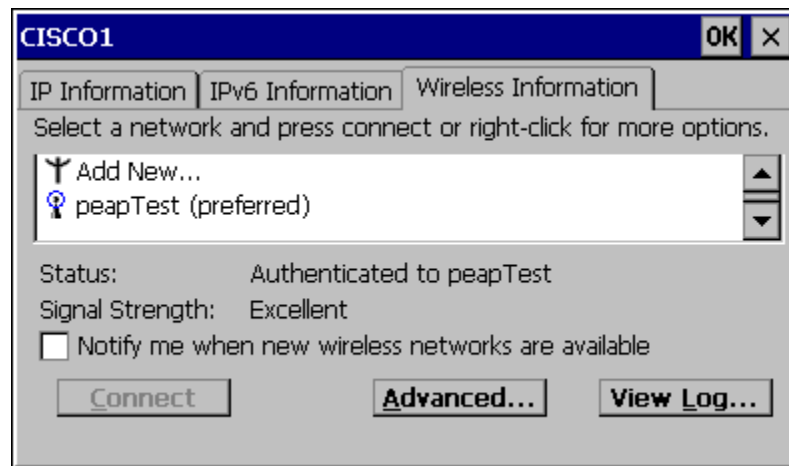 CISCO1 OK ×
IP Information IPv6 Information Wireless Information
Select a network and press connect or right-click for more options.
Add New...
peapTest (preferred)
Status: Authenticated to peapTest
Signal Strength: Excellent
Notify me when new wireless networks are available
Connect Advanced... View Log...